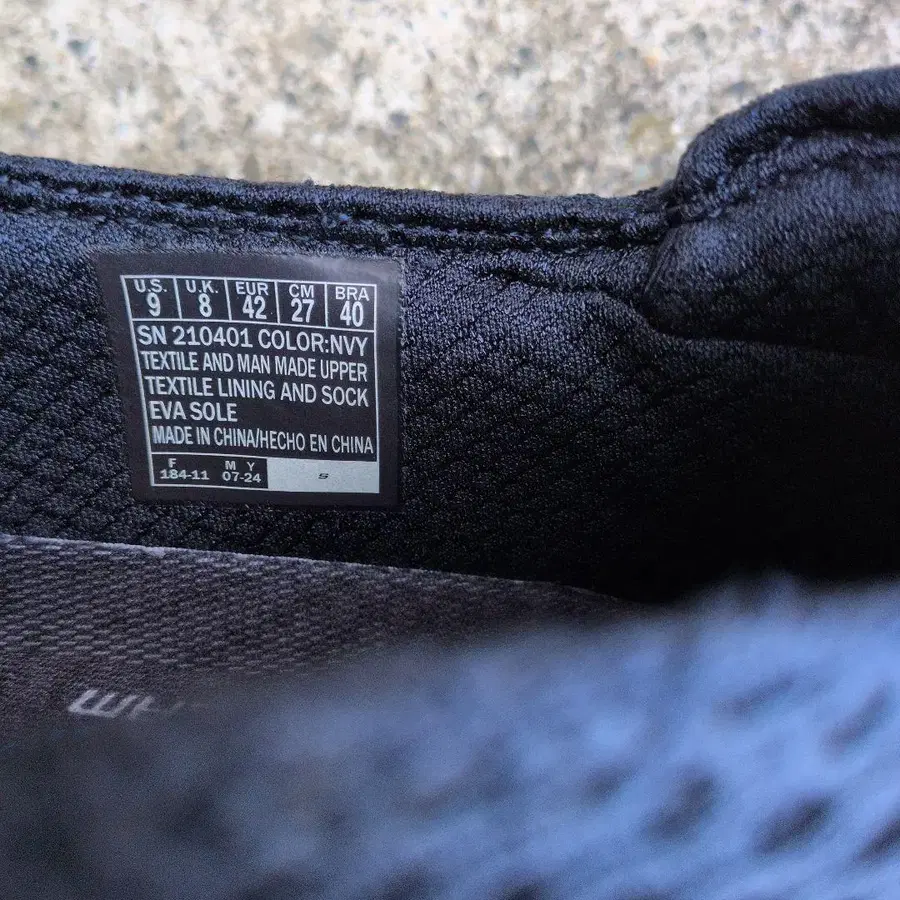 U.S. U.K. EUR CM BRA
9 8 42 27 40
SN 210401 COLOR:NVY
TEXTILE AND MAN MADE UPPER
TEXTILE LINING AND SOCK
EVA SOLE
MADE IN CHINA/HECHO EN CHINA
F M Y
184-11 07-24 S